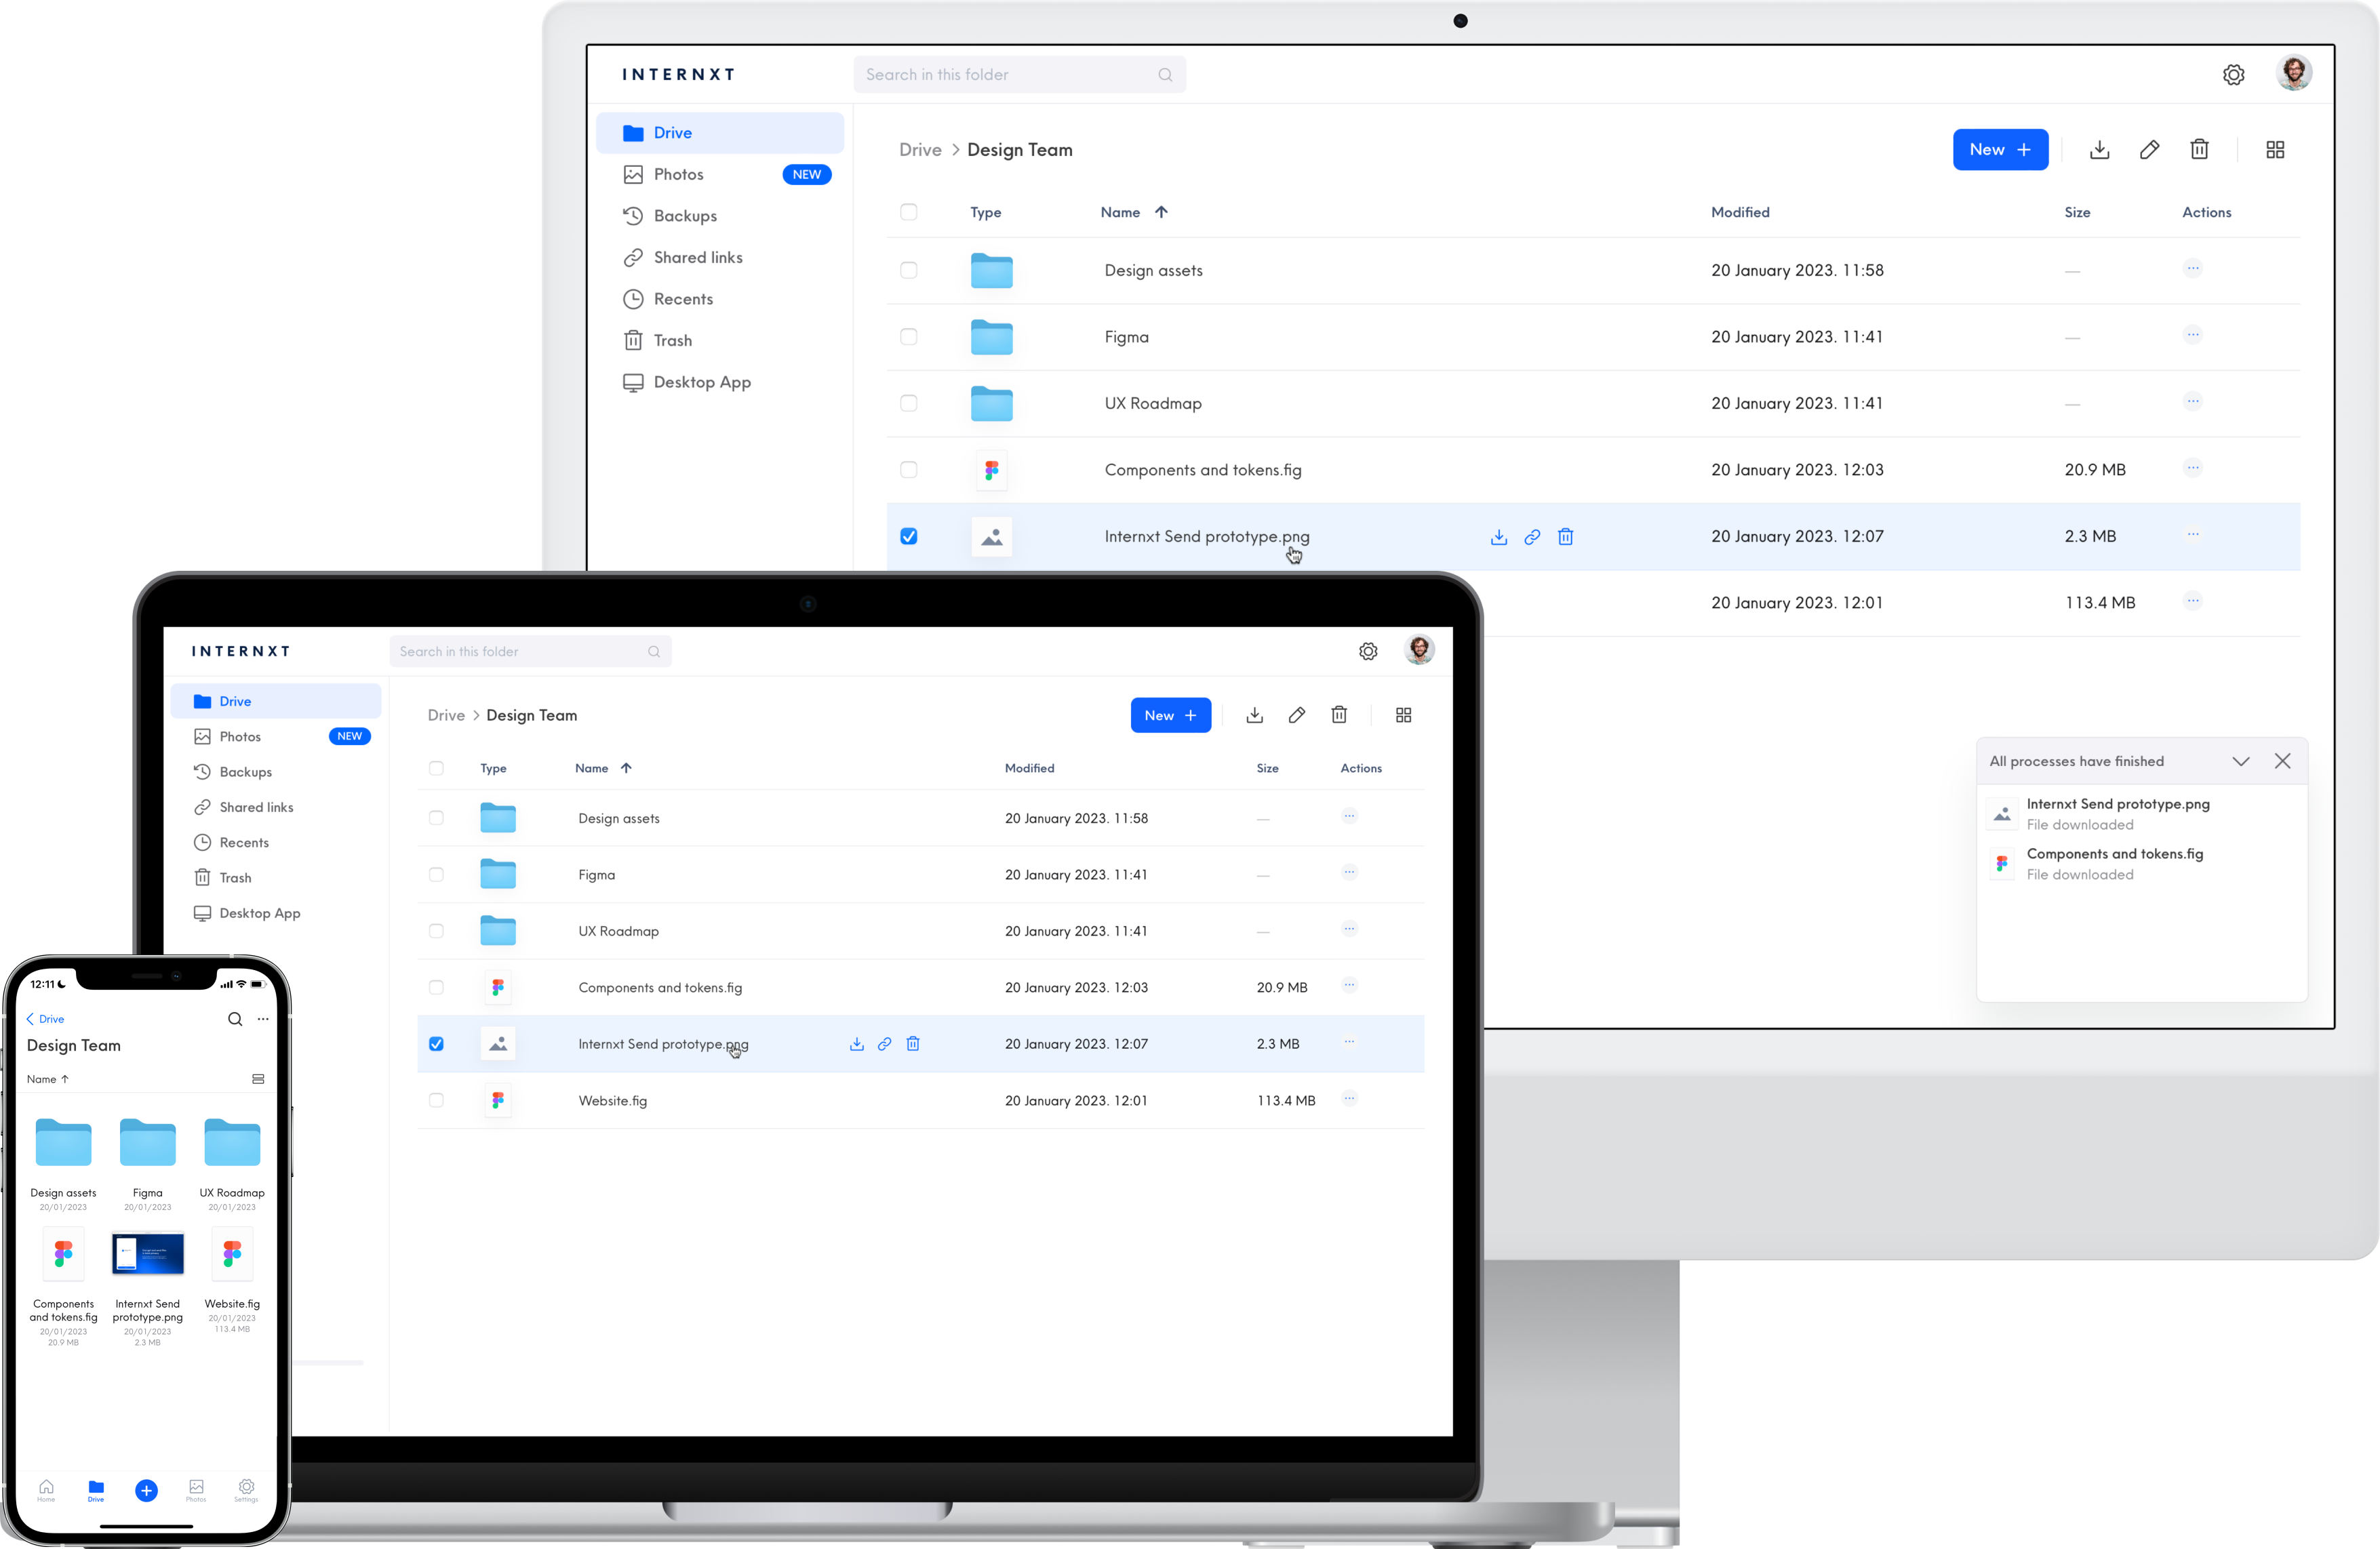 INTERNXT
Search in this folder
Drive
Photos NEW
Backups
Shared links
Recents
Trash
Desktop App
Drive > Design Team
New +
Type Name ↑ Modified Size Actions
Design assets 20 January 2023. 11:58 —
Figma 20 January 2023. 11:41 —
UX Roadmap 20 January 2023. 11:41 —
Components and tokens.fig 20 January 2023. 12:03 20.9 MB
Internxt Send prototype.png 20 January 2023. 12:07 2.3 MB
20 January 2023. 12:01 113.4 MB
All processes have finished
Internxt Send prototype.png
File downloaded
Components and tokens.fig
File downloaded
INTERNXT
Search in this folder
Drive
Photos NEW
Backups
Shared links
Recents
Trash
Desktop App
Drive > Design Team
New +
Type Name ↑ Modified Size Actions
Design assets 20 January 2023. 11:58 —
Figma 20 January 2023. 11:41 —
UX Roadmap 20 January 2023. 11:41 —
Components and tokens.fig 20 January 2023. 12:03 20.9 MB
Internxt Send prototype.png 20 January 2023. 12:07 2.3 MB
Website.fig 20 January 2023. 12:01 113.4 MB
12:11
Drive
Design Team
Name ↑
Design assets
20/01/2023
Figma
20/01/2023
UX Roadmap
20/01/2023
Components
and tokens.fig
20/01/2023
20.9 MB
Internxt Send
prototype.png
20/01/2023
2.3 MB
Website.fig
20/01/2023
113.4 MB
Home Drive Photos Settings